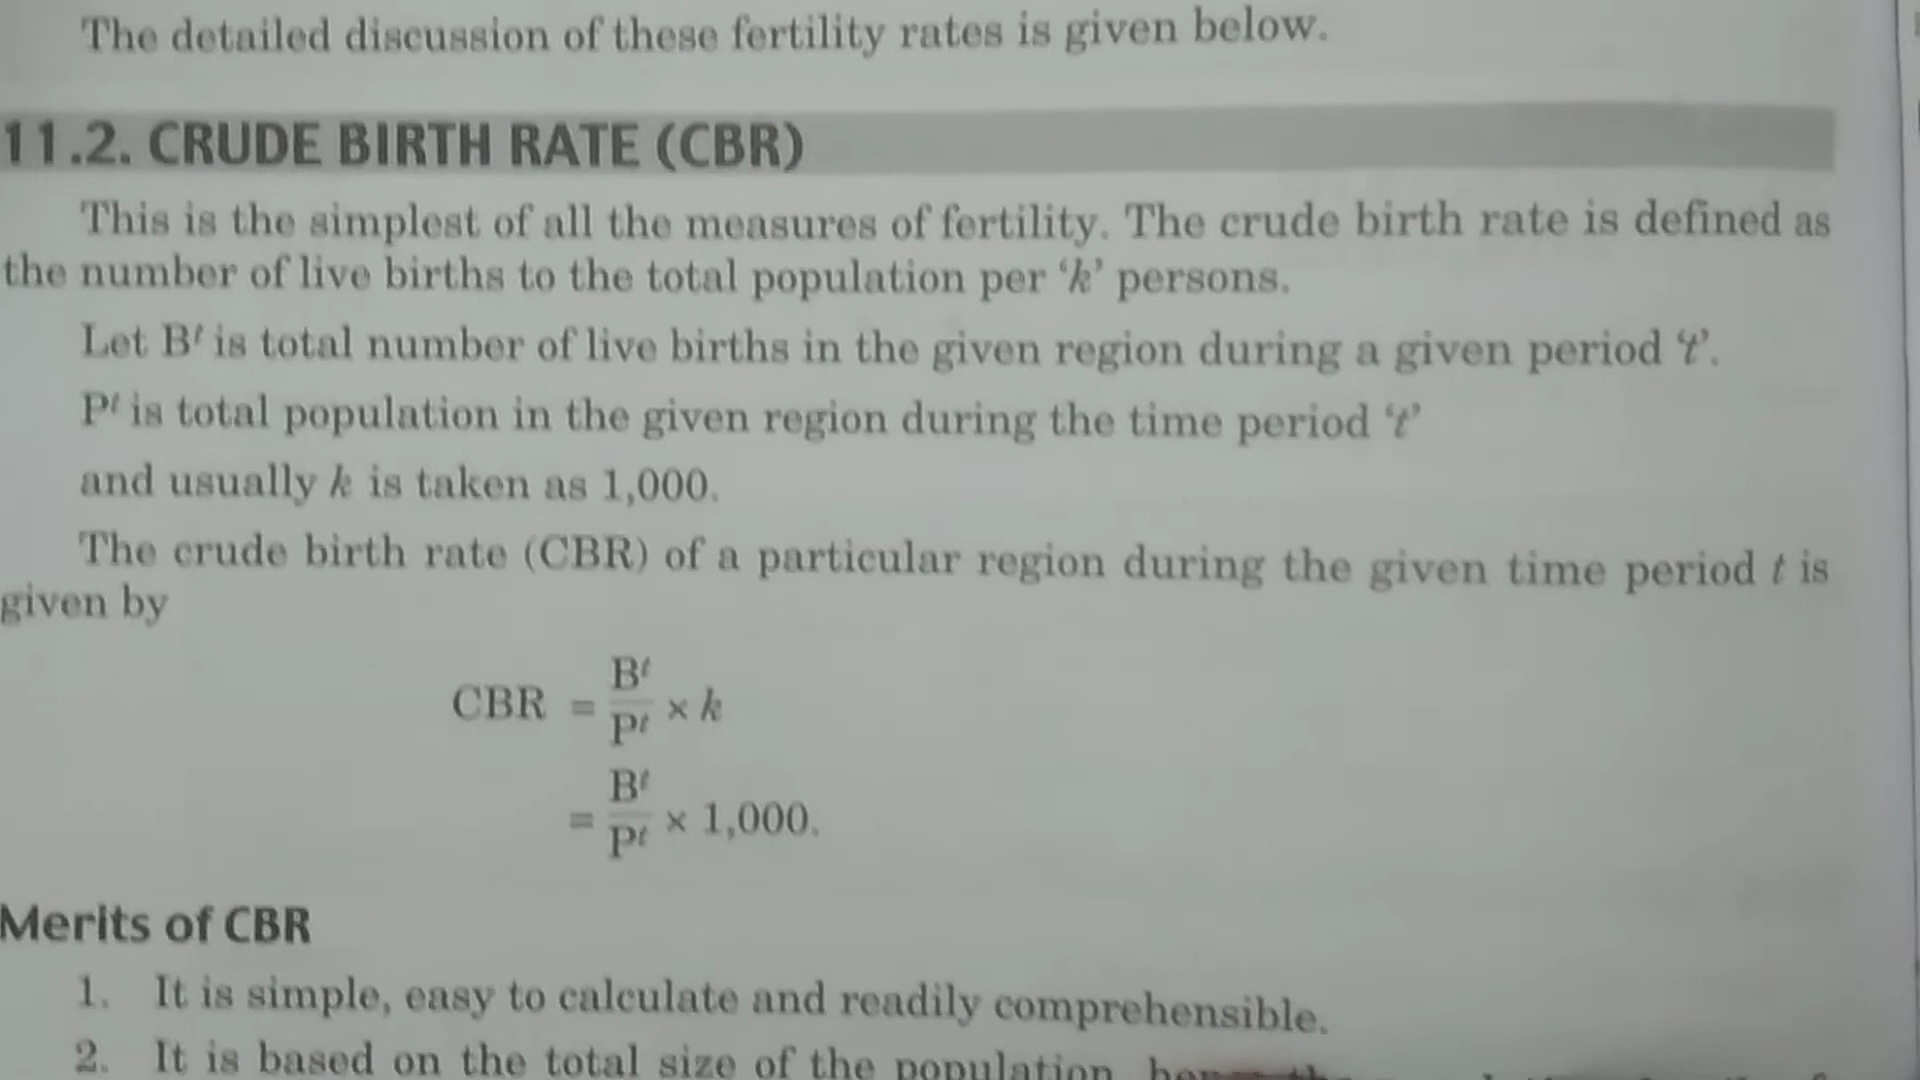 The detailed discussion of these fertility rates is given below.
11.2. CRUDE BIRTH RATE (CBR)
This is the simplest of all the measures of fertility. The crude birth rate is defined as
the number of live births to the total population per ‘k’ persons.
Let Bᵗ is total number of live births in the given region during a given period ‘t’.
Pᵗ is total population in the given region during the time period ‘t’
and usually k is taken as 1,000.
The crude birth rate (CBR) of a particular region during the given time period t is
given by
CBR = Bᵗ/Pᵗ × k
= Bᵗ/Pᵗ × 1,000.
Merits of CBR
1. It is simple, easy to calculate and readily comprehensible.
2. It is based on the total size of the population